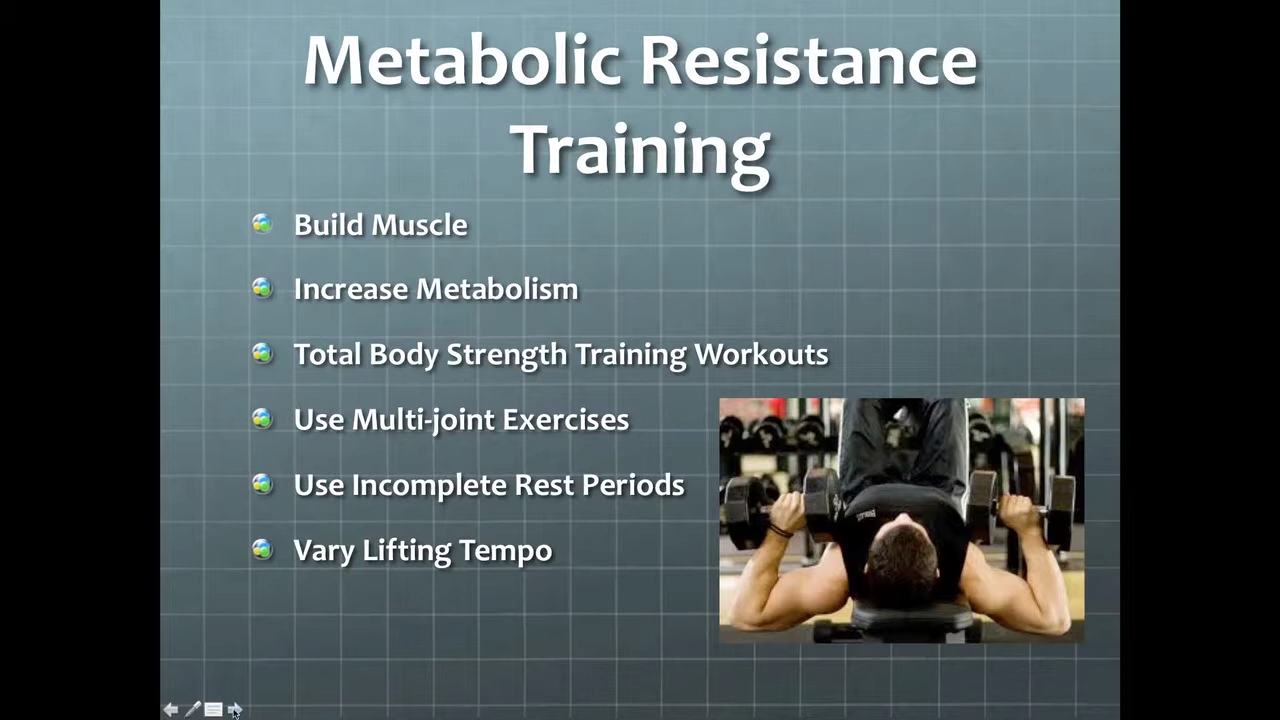 Metabolic Resistance
Training
Build Muscle
Increase Metabolism
Total Body Strength Training Workouts
Use Multi-joint Exercises
Use Incomplete Rest Periods
Vary Lifting Tempo